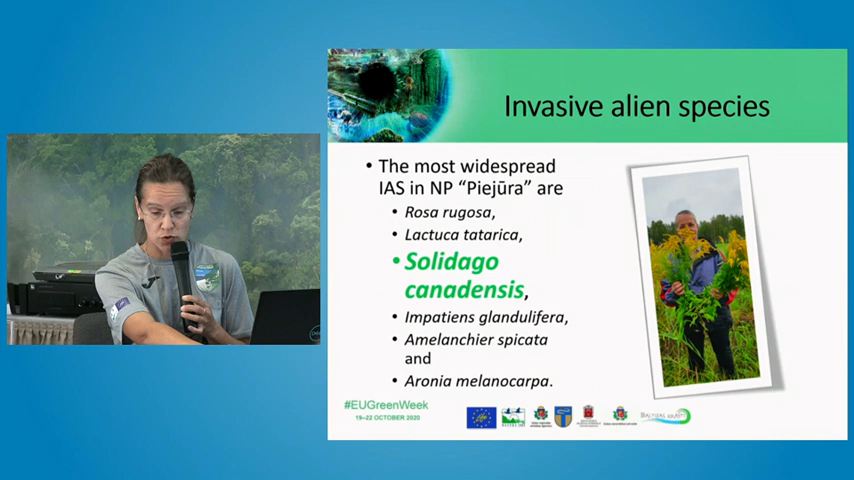 Invasive alien species
• The most widespread
IAS in NP “Piejūra” are
• Rosa rugosa,
• Lactuca tatarica,
• Solidago
canadensis,
• Impatiens glandulifera,
• Amelanchier spicata
and
• Aronia melanocarpa.
#EUGreenWeek
19–22 OCTOBER 2020